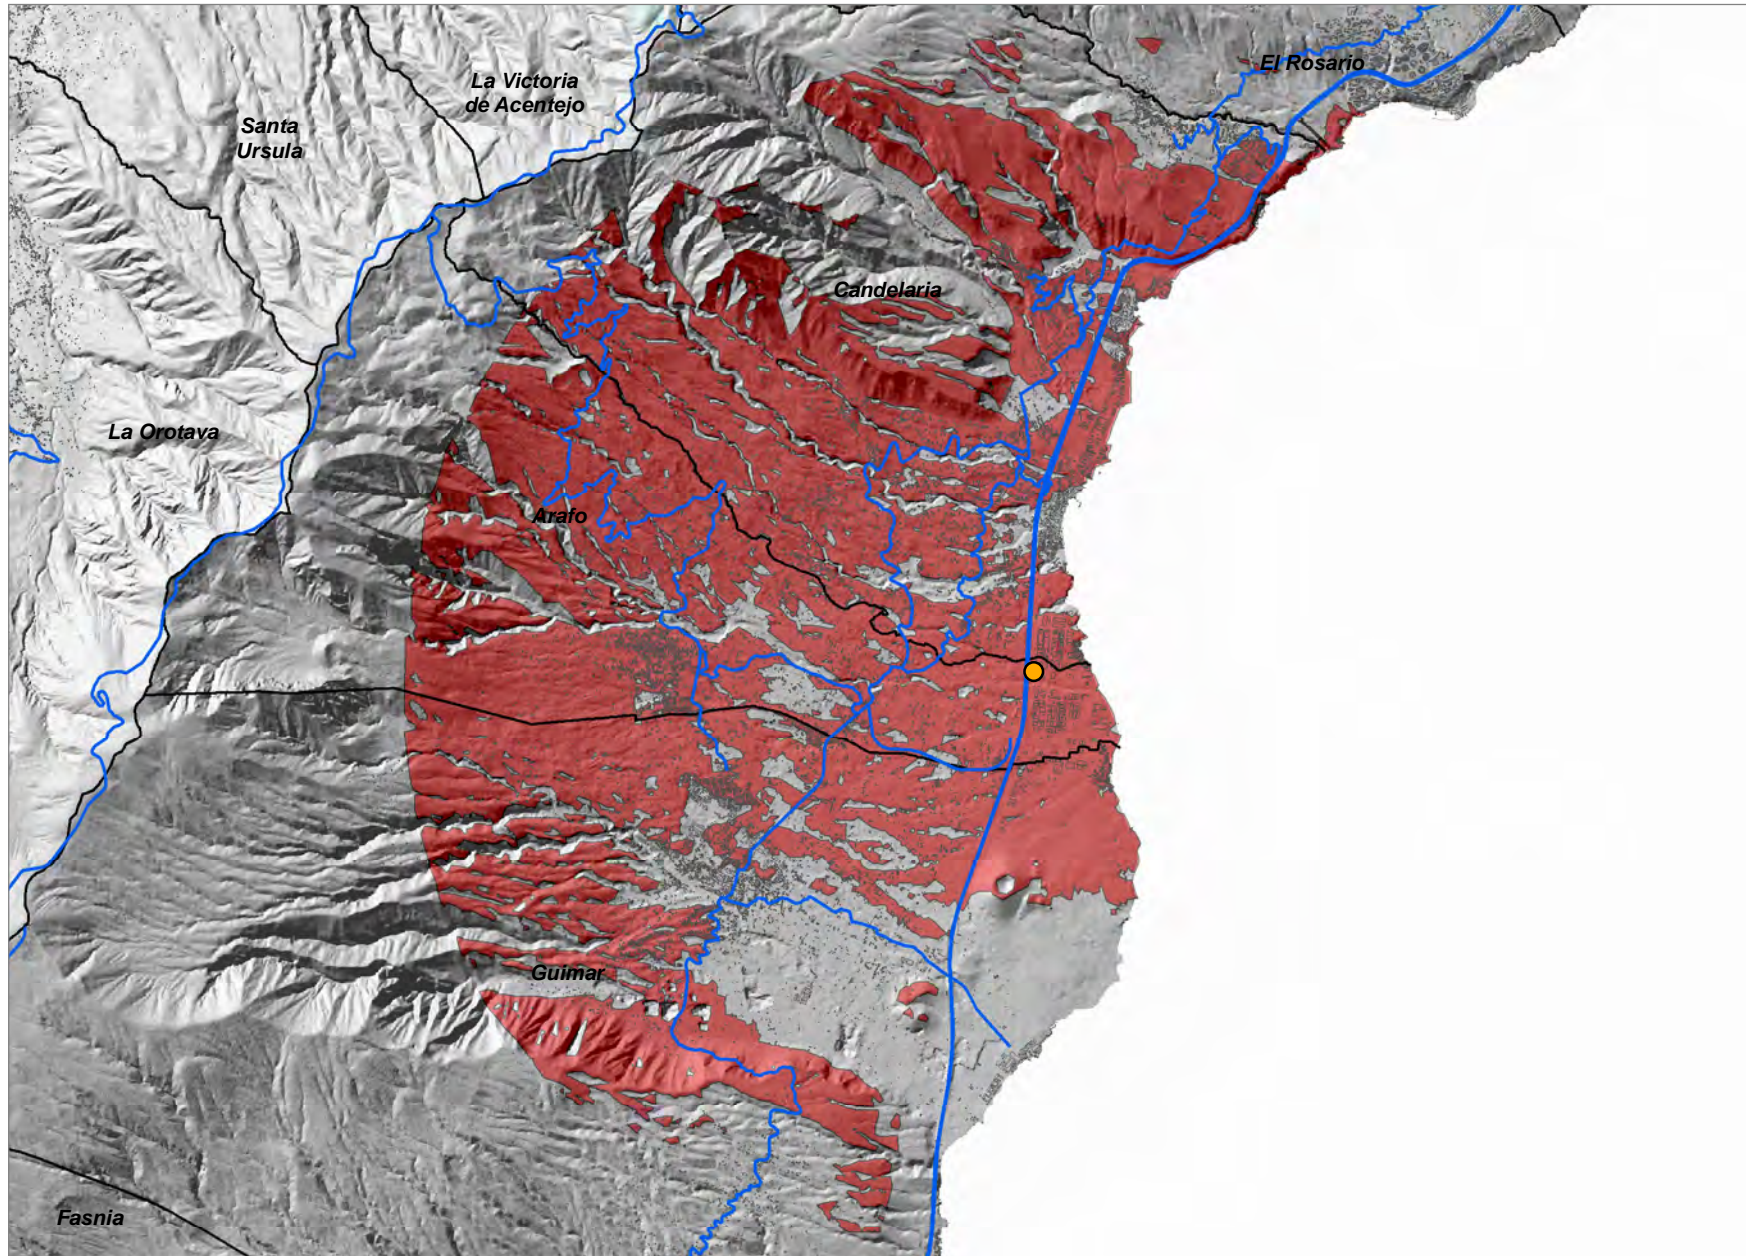 El Rosario
La Victoria
de Acentejo
Santa
Ursula
Candelaria
La Orotava
Arafo
Guimar
Fasnia